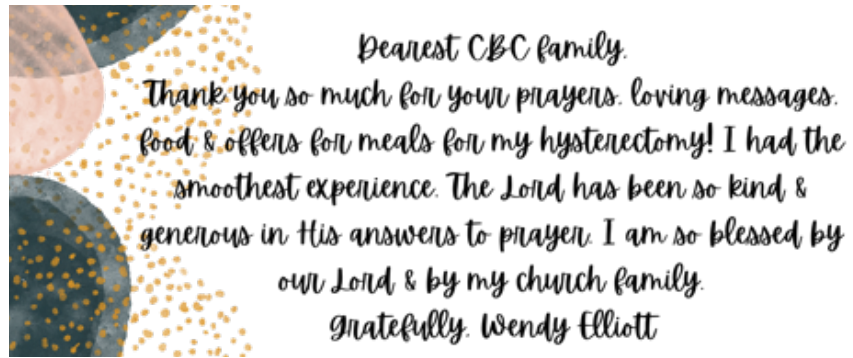 Dearest CBC family,
Thank you so much for your prayers, loving messages,
food & offers for meals for my hysterectomy! I had the
smoothest experience. The Lord has been so kind &
generous in His answers to prayer. I am so blessed by
our Lord & by my church family.
Gratefully, Wendy Elliott